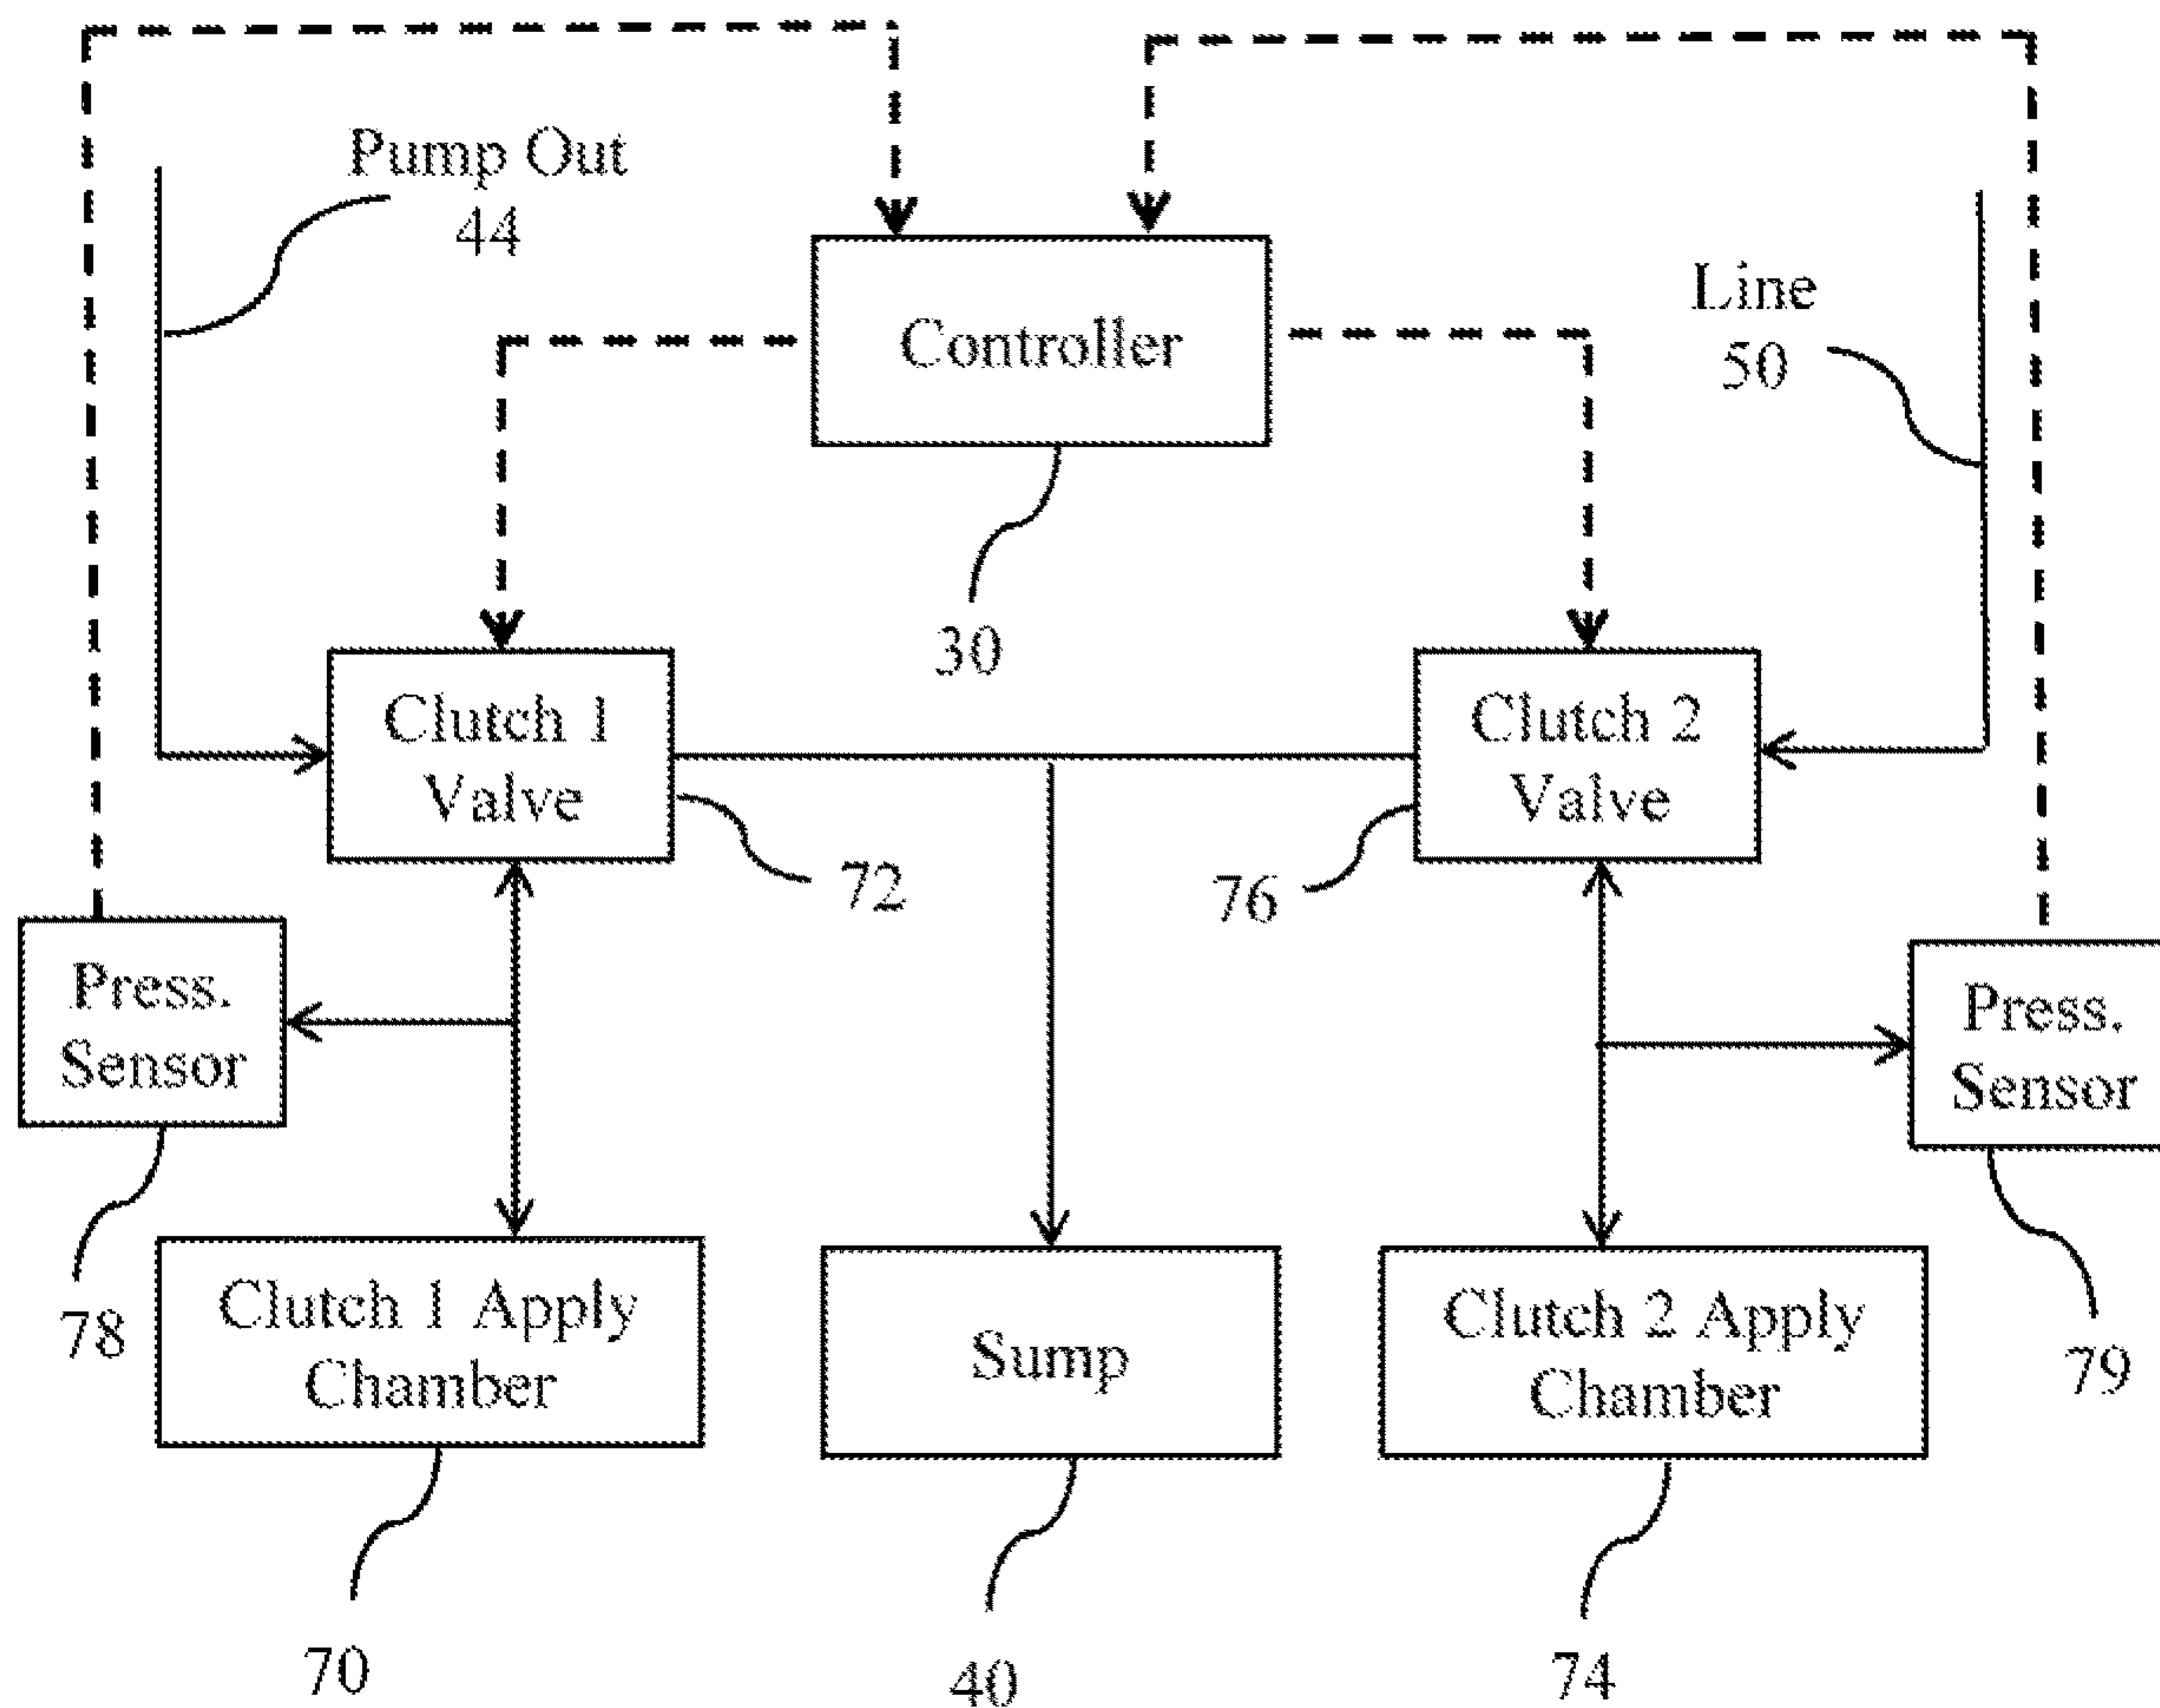 Pump Out
44
Controller
Line
50
30
Clutch 1
Valve
Clutch 2
Valve
72
76
Press.
Sensor
Press.
Sensor
78
Clutch 1 Apply
Chamber
Sump
Clutch 2 Apply
Chamber
79
70
40
74